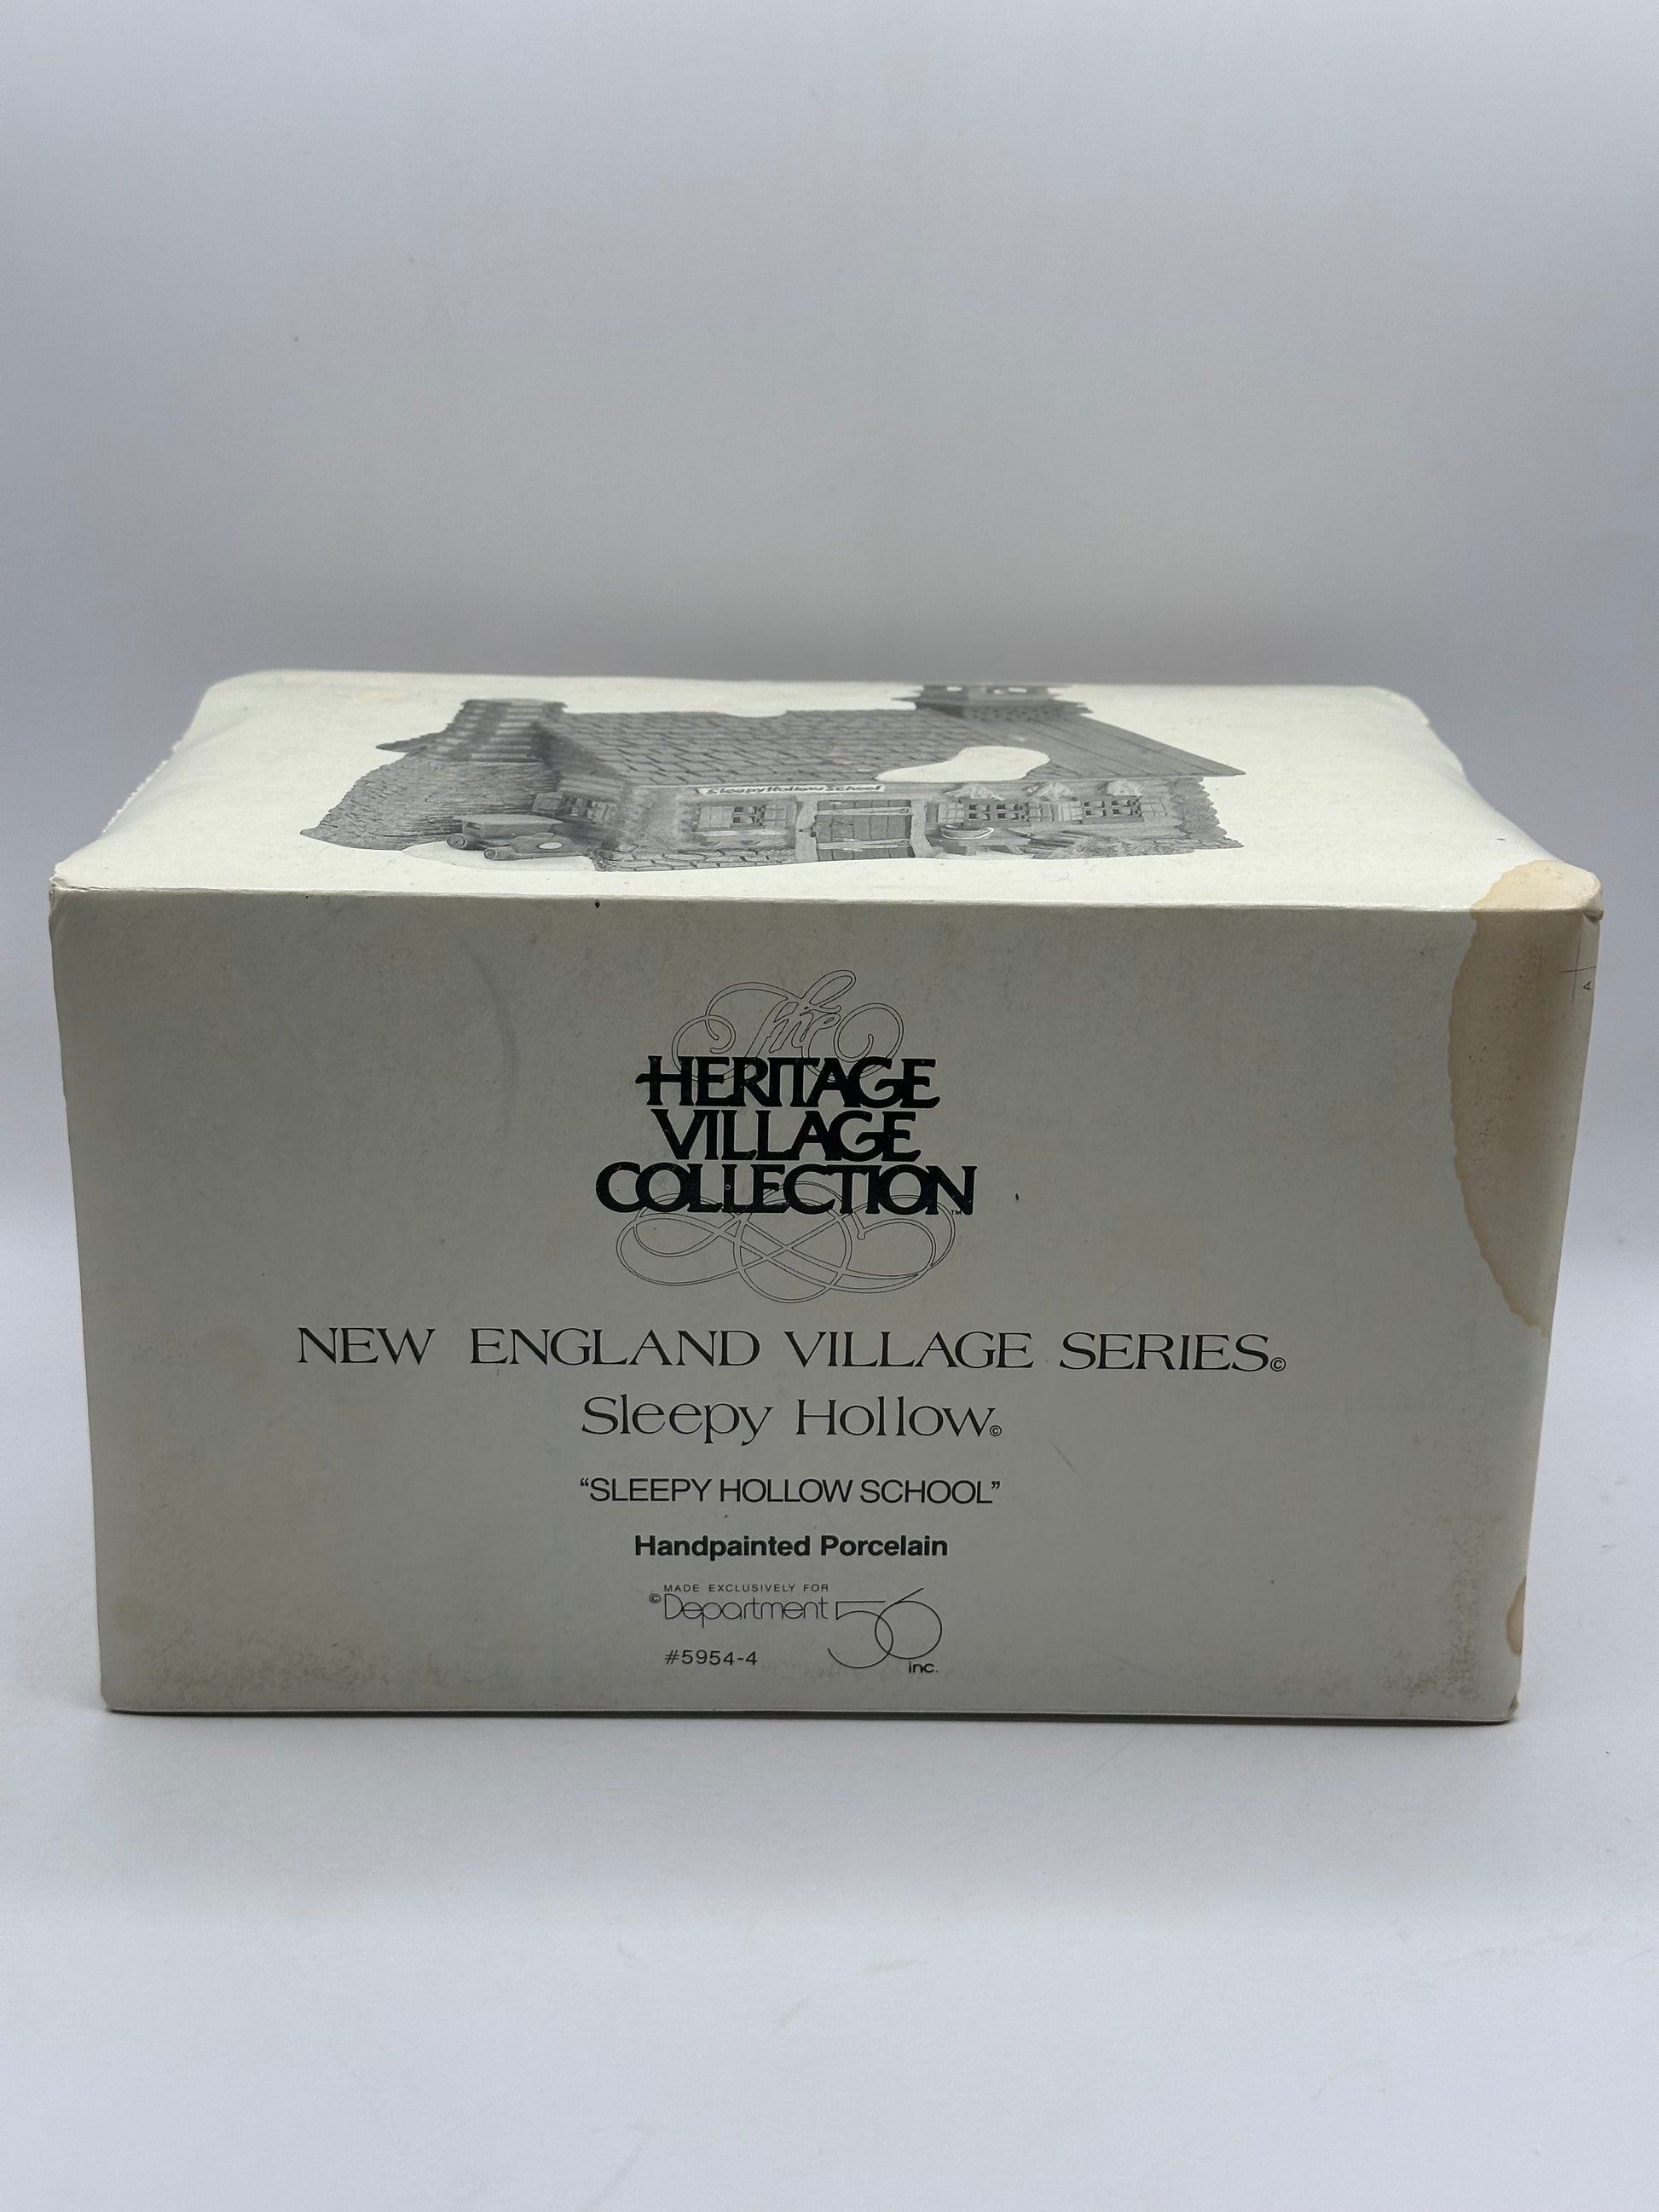 Sleepy Hollow School
The
HERITAGE
VILLAGE
COLLECTION™
NEW ENGLAND VILLAGE SERIES©
Sleepy Hollow©
“SLEEPY HOLLOW SCHOOL”
Handpainted Porcelain
MADE EXCLUSIVELY FOR
©Department 56
inc.
#5954-4
A